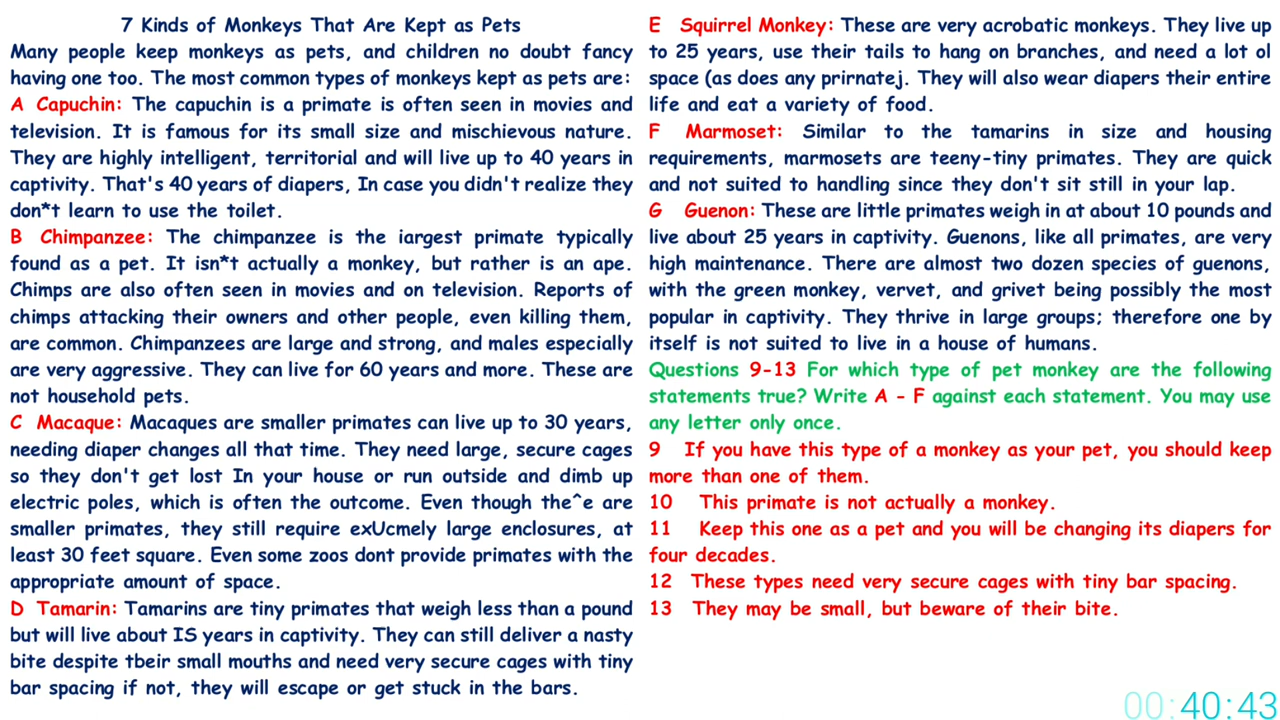 7 Kinds of Monkeys That Are Kept as Pets
Many people keep monkeys as pets, and children no doubt fancy
having one too. The most common types of monkeys kept as pets are:
A Capuchin: The capuchin is a primate is often seen in movies and
television. It is famous for its small size and mischievous nature.
They are highly intelligent, territorial and will live up to 40 years in
captivity. That's 40 years of diapers, In case you didn't realize they
don*t learn to use the toilet.
B Chimpanzee: The chimpanzee is the iargest primate typically
found as a pet. It isn*t actually a monkey, but rather is an ape.
Chimps are also often seen in movies and on television. Reports of
chimps attacking their owners and other people, even killing them,
are common. Chimpanzees are large and strong, and males especially
are very aggressive. They can live for 60 years and more. These are
not household pets.
C Macaque: Macaques are smaller primates can live up to 30 years,
needing diaper changes all that time. They need large, secure cages
so they don't get lost In your house or run outside and dimb up
electric poles, which is often the outcome. Even though the^e are
smaller primates, they still require exUcmely large enclosures, at
least 30 feet square. Even some zoos dont provide primates with the
appropriate amount of space.
D Tamarin: Tamarins are tiny primates that weigh less than a pound
but will live about IS years in captivity. They can still deliver a nasty
bite despite tbeir small mouths and need very secure cages with tiny
bar spacing if not, they will escape or get stuck in the bars.
E Squirrel Monkey: These are very acrobatic monkeys. They live up
to 25 years, use their tails to hang on branches, and need a lot ol
space (as does any prirnatej. They will also wear diapers their entire
life and eat a variety of food.
F Marmoset: Similar to the tamarins in size and housing
requirements, marmosets are teeny-tiny primates. They are quick
and not suited to handling since they don't sit still in your lap.
G Guenon: These are little primates weigh in at about 10 pounds and
live about 25 years in captivity. Guenons, like all primates, are very
high maintenance. There are almost two dozen species of guenons,
with the green monkey, vervet, and grivet being possibly the most
popular in captivity. They thrive in large groups; therefore one by
itself is not suited to live in a house of humans.
Questions 9-13 For which type of pet monkey are the following
statements true? Write A - F against each statement. You may use
any letter only once.
9 If you have this type of a monkey as your pet, you should keep
more than one of them.
10 This primate is not actually a monkey.
11 Keep this one as a pet and you will be changing its diapers for
four decades.
12 These types need very secure cages with tiny bar spacing.
13 They may be small, but beware of their bite.
00:40:43